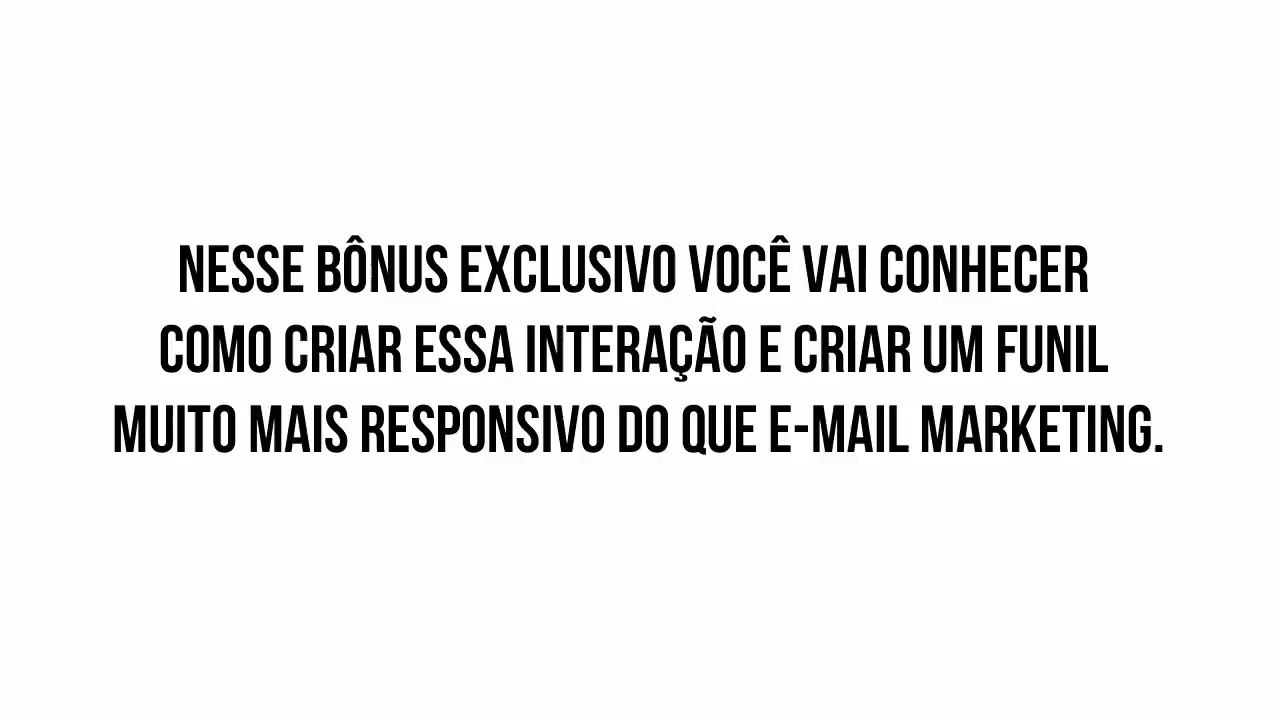 NESSE BÔNUS EXCLUSIVO VOCÊ VAI CONHECER
COMO CRIAR ESSA INTERAÇÃO E CRIAR UM FUNIL
MUITO MAIS RESPONSIVO DO QUE E-MAIL MARKETING.